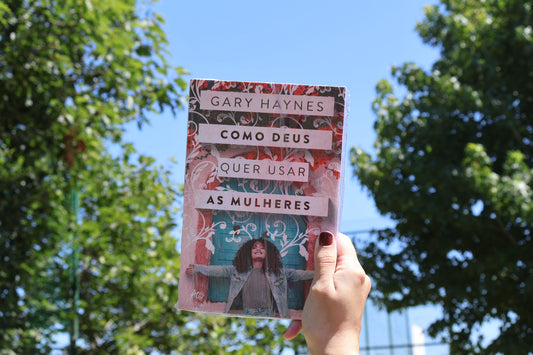 GARY HAYNES
COMO DEUS
QUER USAR
AS MULHERES